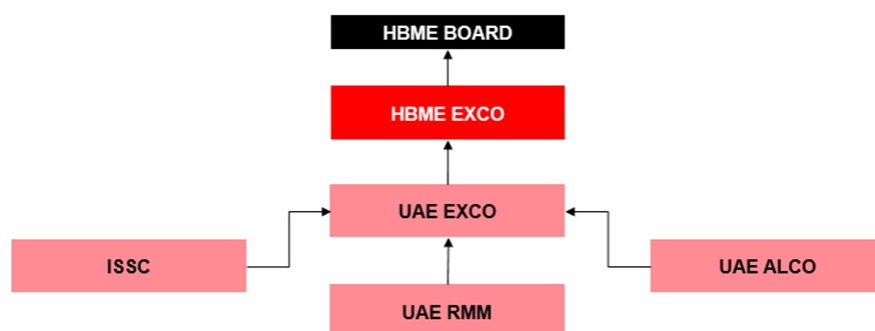 HBME BOARD
HBME EXCO
UAE EXCO
ISSC
UAE ALCO
UAE RMM